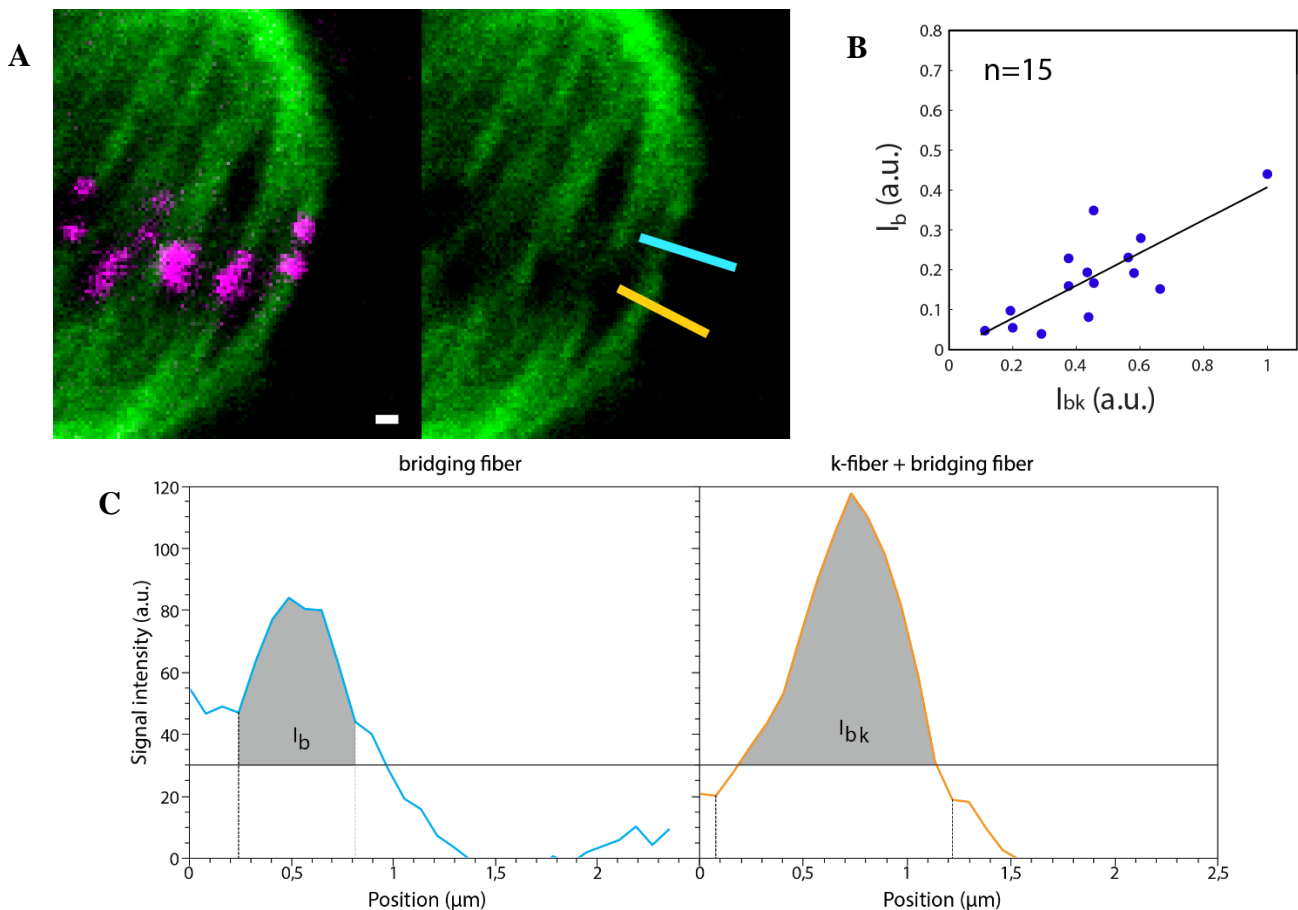 A
B
n=15
0.8
0.7
0.6
0.5
0.4
0.3
0.2
0.1
0
Ib (a.u.)
0 0.2 0.4 0.6 0.8 1
Ibk (a.u.)
C
bridging fiber
k-fiber + bridging fiber
120
100
80
60
40
20
0
Signal intensity (a.u.)
Ib
Ibk
0 0,5 1 1,5 2
0 0,5 1 1,5 2 2,5
Position (µm)
Position (µm)